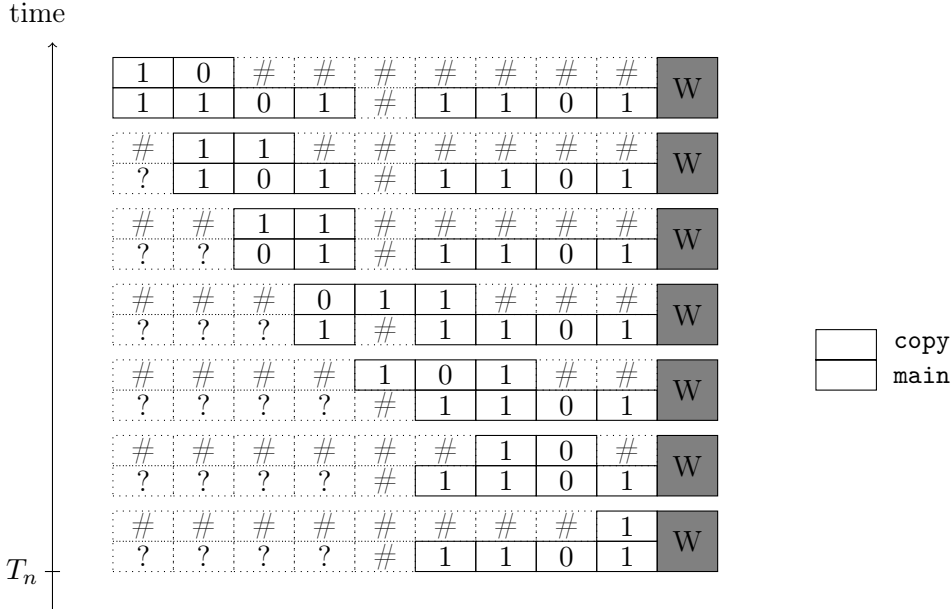 time
1 0 # # # # # # #
1 1 0 1 # 1 1 0 1 W
# 1 1 # # # # # #
? 1 0 1 # 1 1 0 1 W
# # 1 1 # # # # #
? ? 0 1 # 1 1 0 1 W
# # # 0 1 1 # # #
? ? ? 1 # 1 1 0 1 W
copy
main
# # # # 1 0 1 # #
? ? ? ? # 1 1 0 1 W
# # # # # # 1 0 #
? ? ? ? # 1 1 0 1 W
# # # # # # # # 1
? ? ? ? # 1 1 0 1 W
Tn